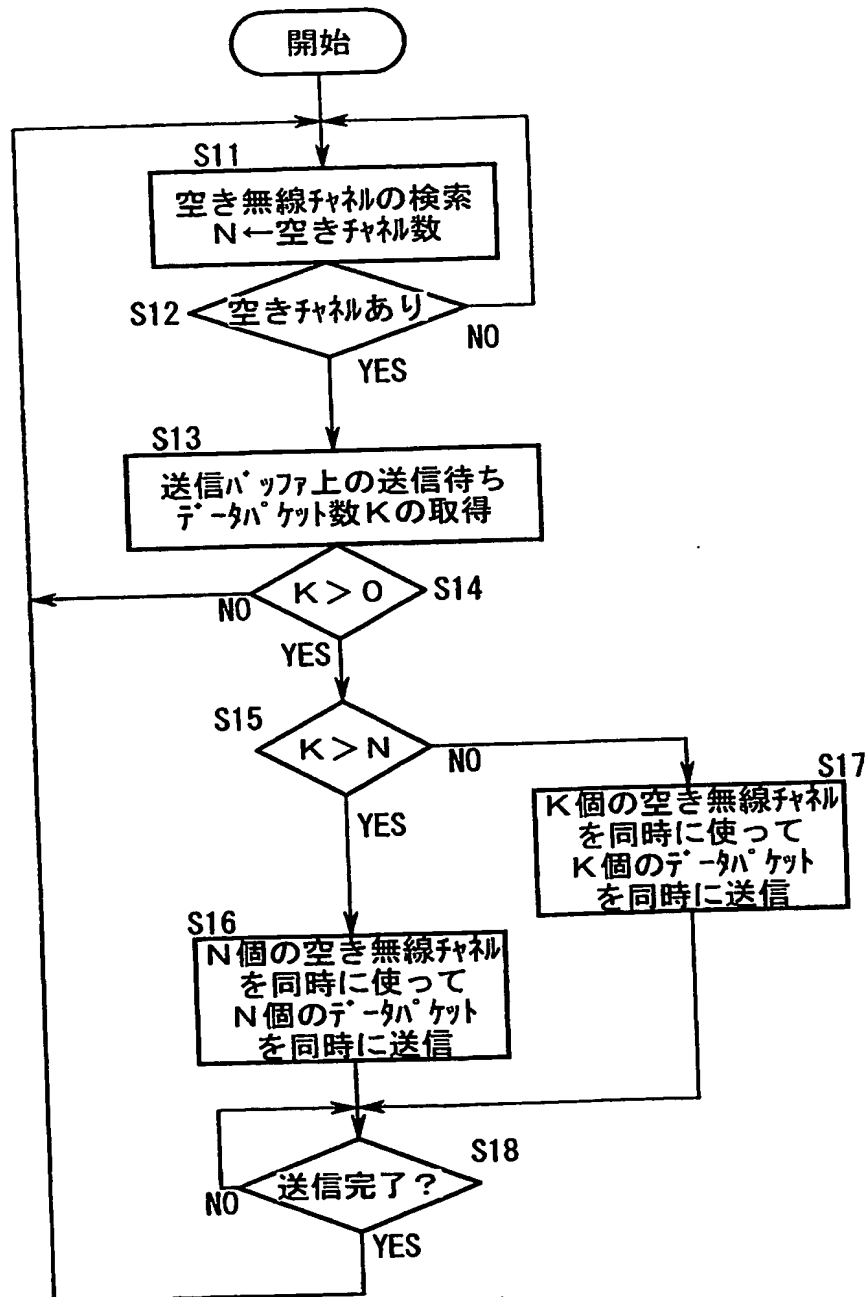 開始
S11
空き無線ﾁｬﾈﾙの検索
N←空きﾁｬﾈﾙ数
S12
空きﾁｬﾈﾙあり
NO
YES
S13
送信ﾊﾞｯﾌｧ上の送信待ち
ﾃﾞｰﾀﾊﾟｹｯﾄ数Kの取得
K＞0
S14
NO
YES
S15
K＞N
NO
YES
S17
K個の空き無線ﾁｬﾈﾙ
を同時に使って
K個のﾃﾞｰﾀﾊﾟｹｯﾄ
を同時に送信
S16
N個の空き無線ﾁｬﾈﾙ
を同時に使って
N個のﾃﾞｰﾀﾊﾟｹｯﾄ
を同時に送信
S18
送信完了？
NO
YES